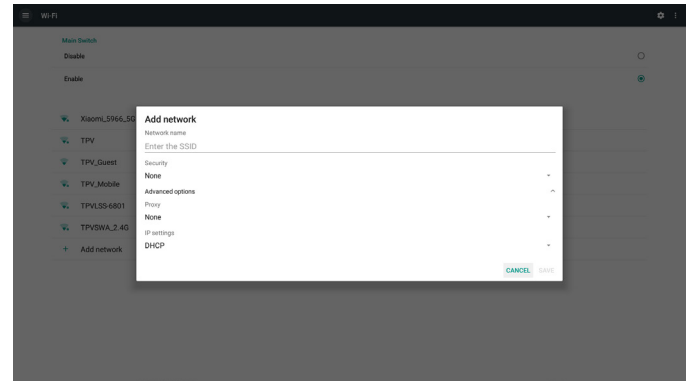 Wi-Fi
Main Switch
Disable
Enable
Xiaomi_5966_5G
TPV
TPV_Guest
TPV_Mobile
TPVLSS-6801
TPVSWA_2.4G
+ Add network
Add network
Network name
Enter the SSID
Security
None
Advanced options
Proxy
None
IP settings
DHCP
CANCEL SAVE